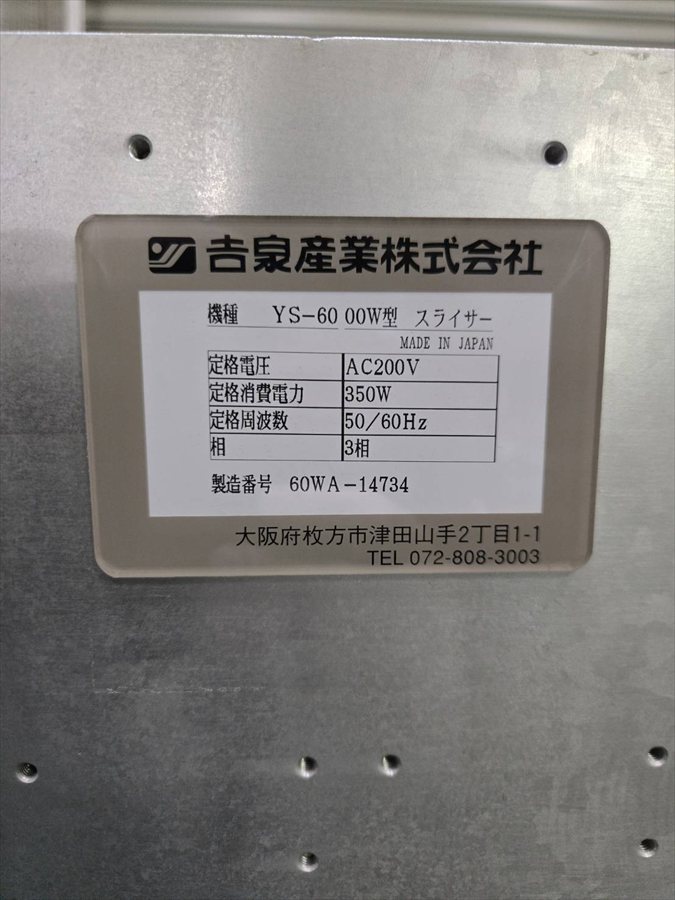 吉泉産業株式会社
機種 YS-60 00W型 スライサー
MADE IN JAPAN
定格電圧 AC200V
定格消費電力 350W
定格周波数 50/60Hz
相 3相
製造番号 60WA-14734
大阪府枚方市津田山手2丁目1-1
TEL 072-808-3003